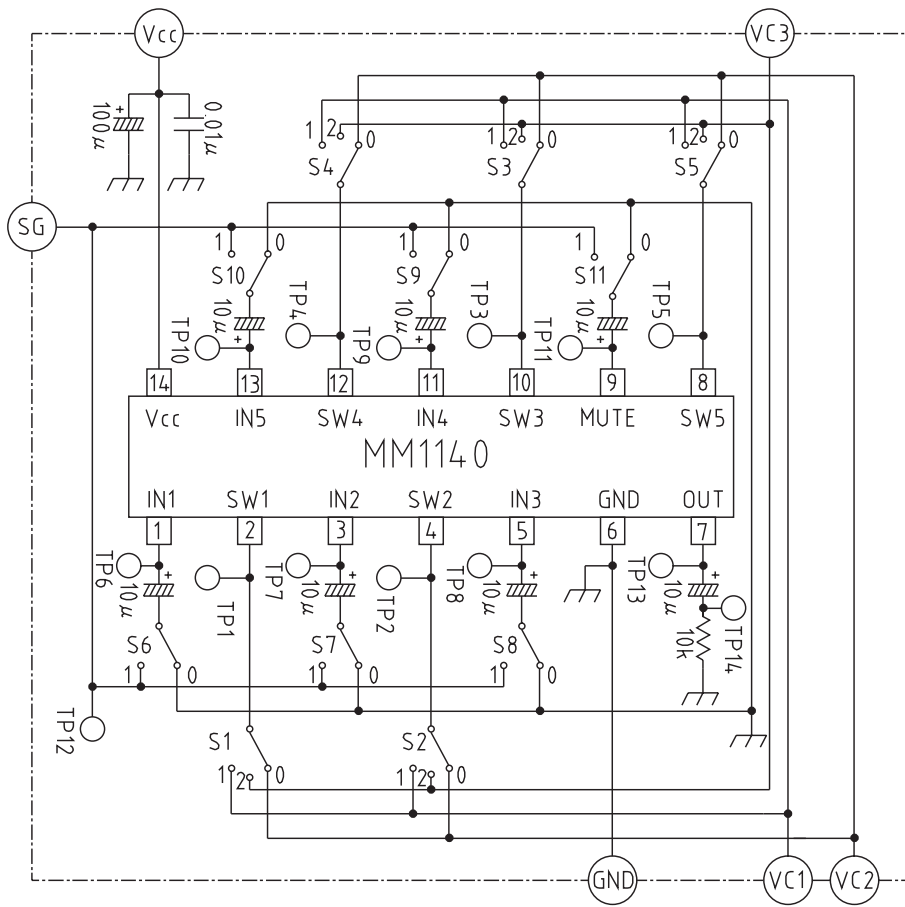 Vcc
VC3
100μ
0.01μ
+
1 2 0
S4
1 2 0
S3
1 2 0
S5
SG
1 0
S10
1 0
S9
1 0
S11
10μ
+
10μ
+
10μ
+
TP10
TP4
TP9
TP3
TP11
TP5
14 13 12 11 10 9 8
Vcc IN5 SW4 IN4 SW3 MUTE SW5
MM1140
IN1 SW1 IN2 SW2 IN3 GND OUT
1 2 3 4 5 6 7
TP6
+
10μ
TP1
TP7
+
10μ
TP2
TP8
+
10μ
TP13
+
10μ
TP14
10k
S6
1 0
S7
1 0
S8
1 0
TP12
S1
1 2 0
S2
1 2 0
GND
VC1
VC2